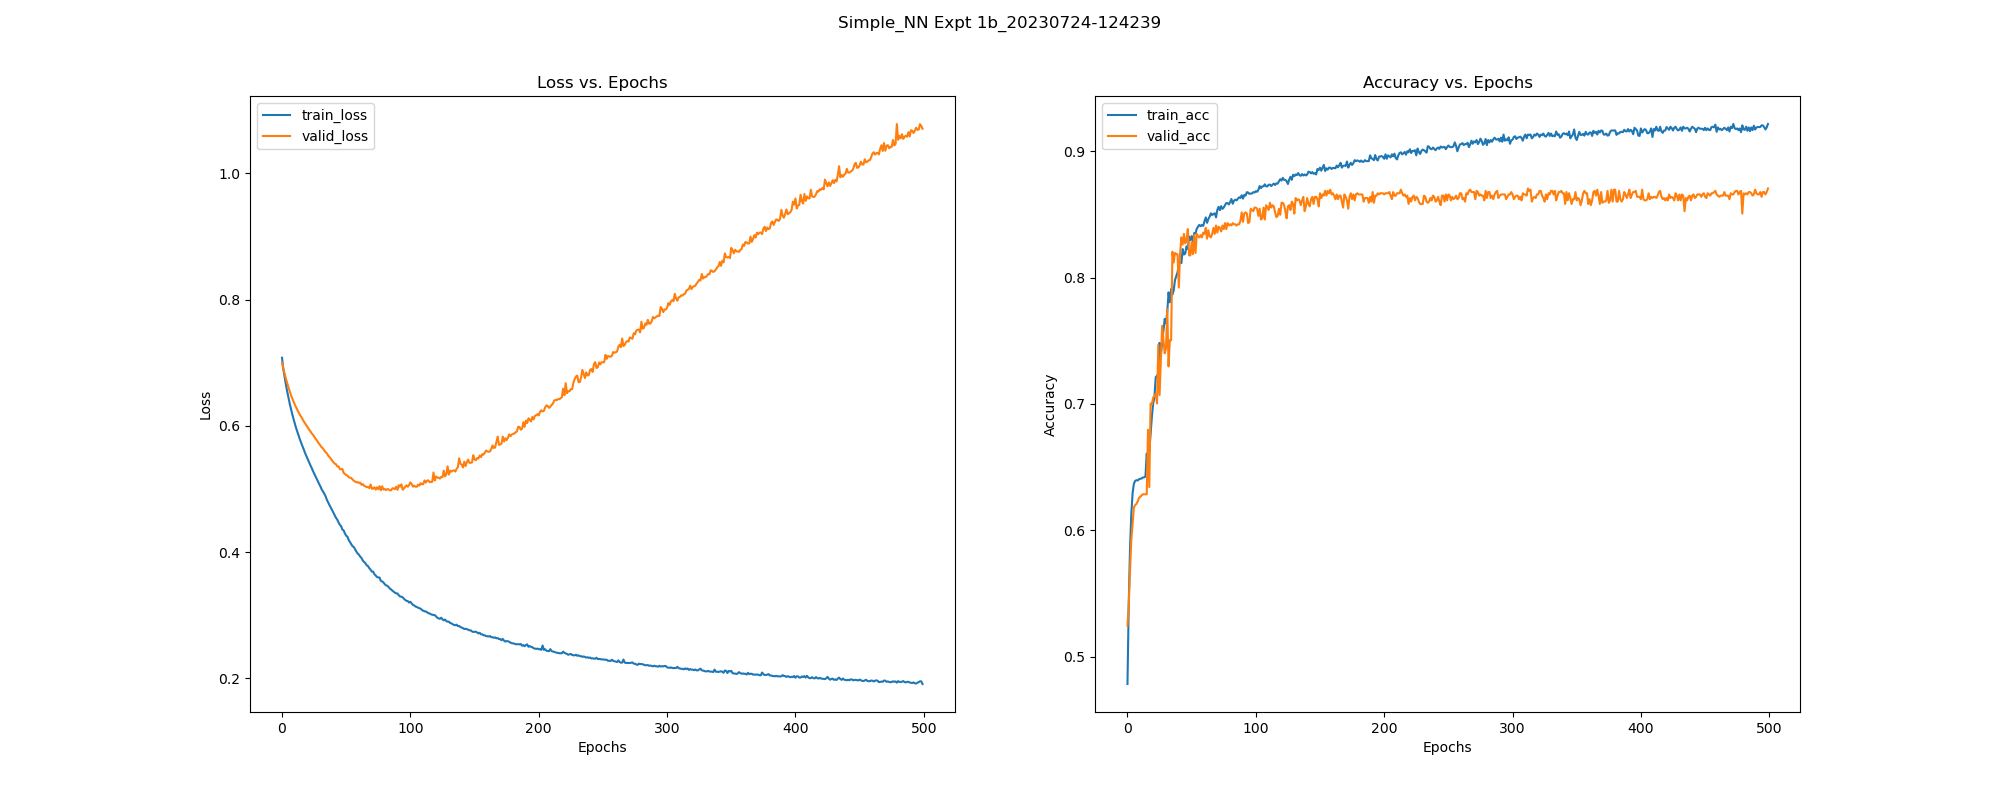 Simple_NN Expt 1b_20230724-124239
Loss vs. Epochs
train_loss
valid_loss
1.0
0.8
0.6
0.4
0.2
Loss
0 100 200 300 400 500
Epochs
Accuracy vs. Epochs
train_acc
valid_acc
0.9
0.8
0.7
0.6
0.5
Accuracy
0 100 200 300 400 500
Epochs